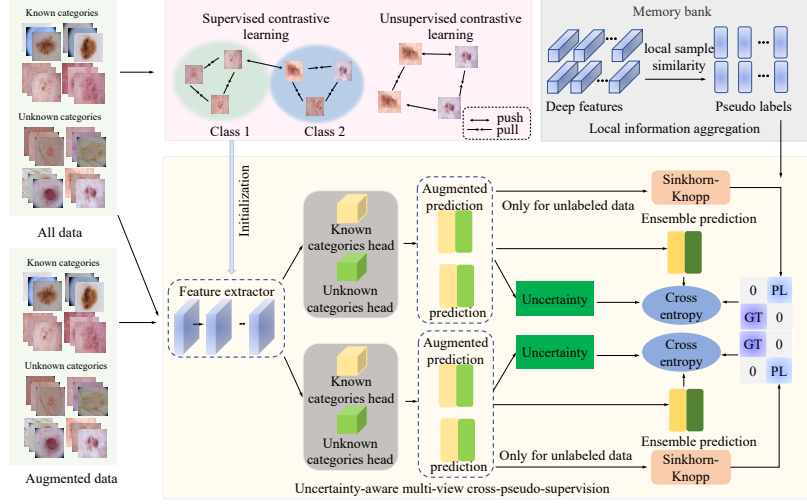 Known categories
Unknown categories
All data
Known categories
Unknown categories
Augmented data
Supervised contrastive
learning
Class 1
Class 2
Unsupervised contrastive
learning
push
pull
Memory bank
Deep features
local sample
similarity
Pseudo labels
Local information aggregation
Initialization
Feature extractor
Known
categories head
Unknown
categories head
Known
categories head
Unknown
categories head
Augmented
prediction
prediction
Augmented
prediction
prediction
Only for unlabeled data
Sinkhorn-
Knopp
Ensemble prediction
Uncertainty
Cross
entropy
Uncertainty
Cross
entropy
0 PL
GT 0
GT 0
0 PL
Ensemble prediction
Only for unlabeled data
Sinkhorn-
Knopp
Uncertainty-aware multi-view cross-pseudo-supervision